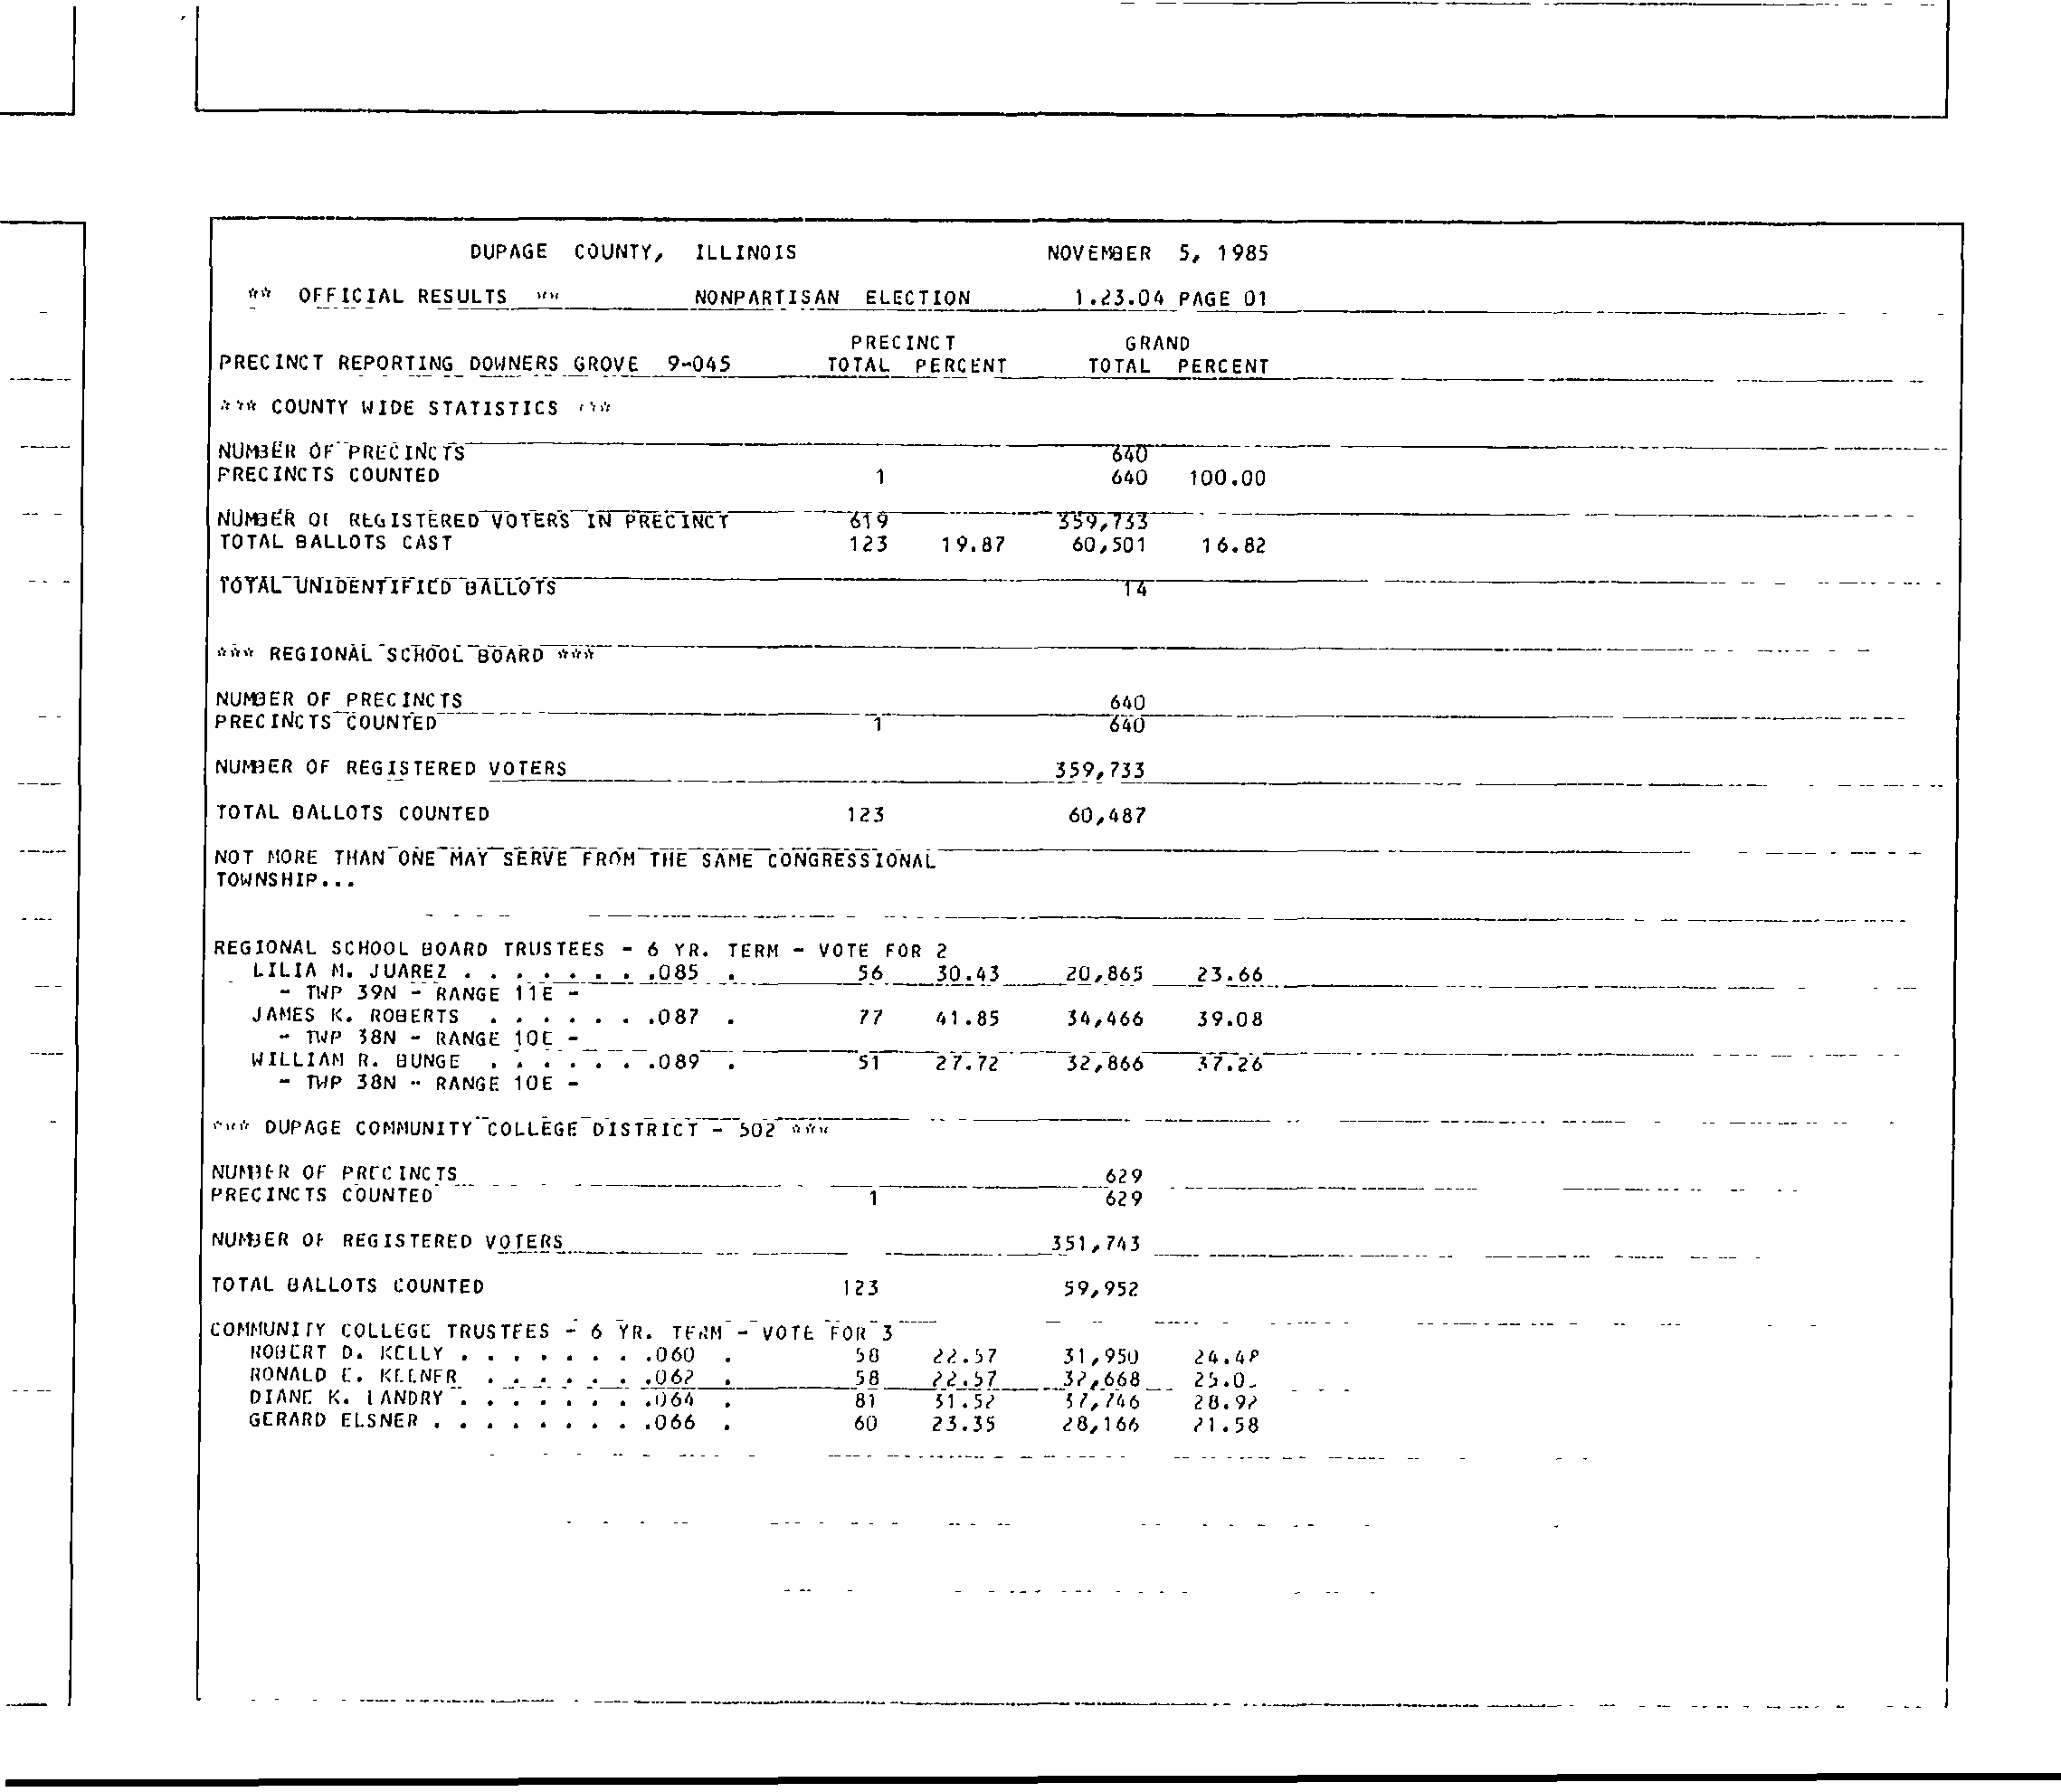 DUPAGE COUNTY, ILLINOIS NOVEMBER 5, 1985
** OFFICIAL RESULTS ** NONPARTISAN ELECTION 1.23.04 PAGE 01
PRECINCT GRAND
PRECINCT REPORTING DOWNERS GROVE 9-045 TOTAL PERCENT TOTAL PERCENT
*** COUNTY WIDE STATISTICS ***
NUMBER OF PRECINCTS 640
PRECINCTS COUNTED 1 640 100.00
NUMBER OF REGISTERED VOTERS IN PRECINCT 619 359,733
TOTAL BALLOTS CAST 123 19.87 60,501 16.82
TOTAL UNIDENTIFIED BALLOTS 14
*** REGIONAL SCHOOL BOARD ***
NUMBER OF PRECINCTS 640
PRECINCTS COUNTED 1 640
NUMBER OF REGISTERED VOTERS 359,733
TOTAL BALLOTS COUNTED 123 60,487
NOT MORE THAN ONE MAY SERVE FROM THE SAME CONGRESSIONAL
TOWNSHIP...
REGIONAL SCHOOL BOARD TRUSTEES - 6 YR. TERM - VOTE FOR 2
LILIA M. JUAREZ . . . . . . . .085 . 56 30.43 20,865 23.66
- TWP 39N - RANGE 11E -
JAMES K. ROBERTS . . . . . . .087 . 77 41.85 34,466 39.08
- TWP 38N - RANGE 10E -
WILLIAM R. BUNGE . . . . . . .089 . 51 27.72 32,866 37.26
- TWP 38N - RANGE 10E -
*** DUPAGE COMMUNITY COLLEGE DISTRICT - 502 ***
NUMBER OF PRECINCTS 629
PRECINCTS COUNTED 1 629
NUMBER OF REGISTERED VOTERS 351,743
TOTAL BALLOTS COUNTED 123 59,952
COMMUNITY COLLEGE TRUSTEES - 6 YR. TERM - VOTE FOR 3
ROBERT D. KELLY . . . . . . . .060 . 58 22.57 31,950 24.48
RONALD E. KEENER . . . . . . .062 . 58 22.57 32,668
DIANE K. LANDRY . . . . . . . .064 . 81 31.52 37,746 28.92
GERARD ELSNER . . . . . . . . .066 . 60 23.35 28,166 21.58